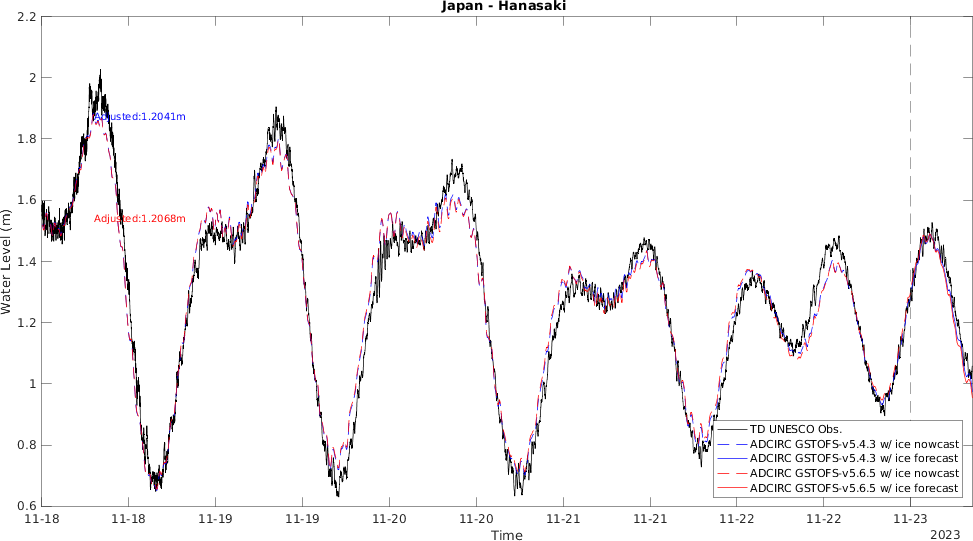 Japan - Hanasaki
2.2
2
1.8
1.6
1.4
1.2
1
0.8
0.6
Water Level (m)
Adjusted:1.2041m
Adjusted:1.2068m
TD UNESCO Obs.
ADCIRC GSTOFS-v5.4.3 w/ ice nowcast
ADCIRC GSTOFS-v5.4.3 w/ ice forecast
ADCIRC GSTOFS-v5.6.5 w/ ice nowcast
ADCIRC GSTOFS-v5.6.5 w/ ice forecast
11-18 11-18 11-19 11-19 11-20 11-20 11-21 11-21 11-22 11-22 11-23
Time
2023